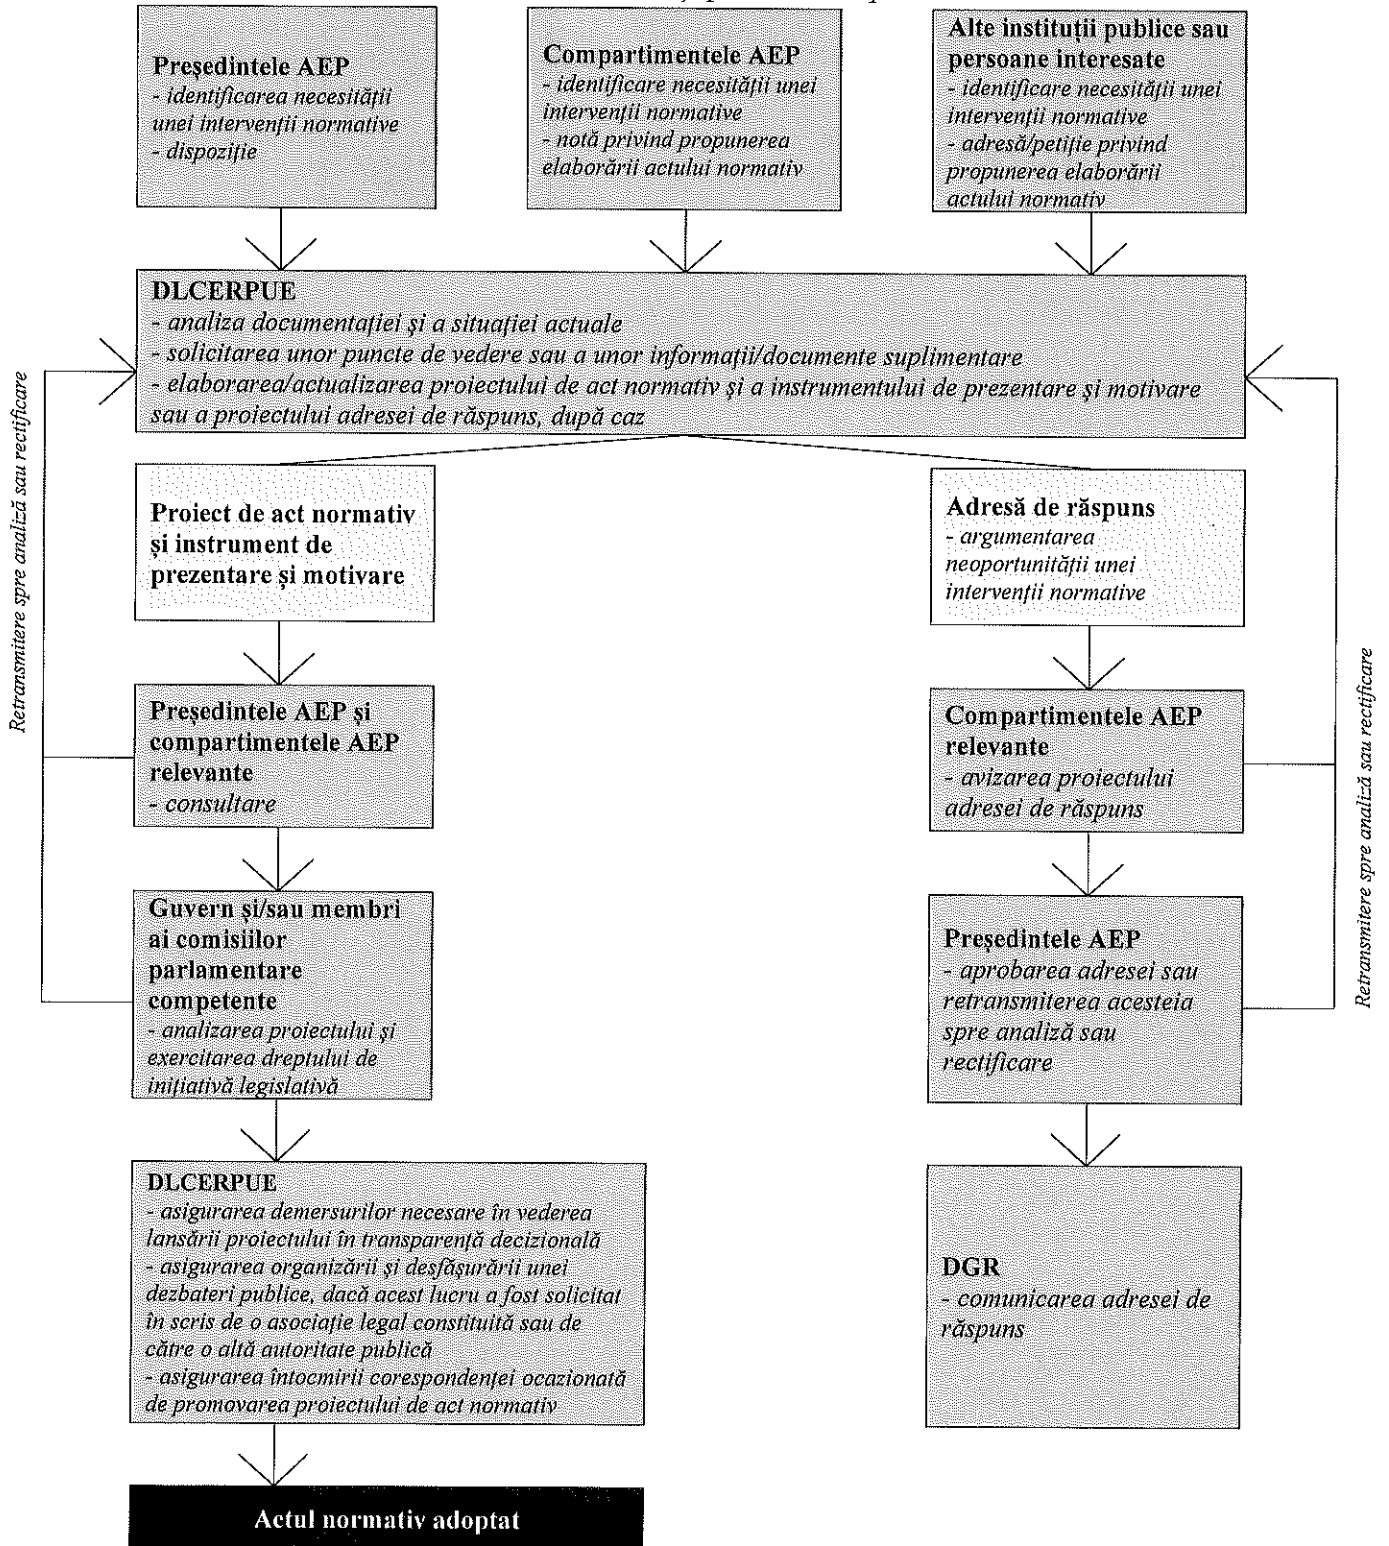 Președintele AEP
- identificarea necesității
unei intervenții normative
- dispoziție
Compartimentele AEP
- identificare necesității unei
intervenții normative
- notă privind propunerea
elaborării actului normativ
Alte instituții publice sau
persoane interesate
- identificare necesității unei
intervenții normative
- adresă/petiție privind
propunerea elaborării
actului normativ
DLCERPUE
- analiza documentației și a situației actuale
- solicitarea unor puncte de vedere sau a unor informații/documente suplimentare
- elaborarea/actualizarea proiectului de act normativ și a instrumentului de prezentare și motivare
sau a proiectului adresei de răspuns, după caz
Retransmitere spre analiză sau rectificare
Proiect de act normativ
și instrument de
prezentare și motivare
Adresă de răspuns
- argumentarea
neoportunității unei
intervenții normative
Președintele AEP și
compartimentele AEP
relevante
- consultare
Compartimentele AEP
relevante
- avizarea proiectului
adresei de răspuns
Retransmitere spre analiză sau rectificare
Guvern și/sau membri
ai comisiilor
parlamentare
competente
- analizarea proiectului și
exercitarea dreptului de
inițiativă legislativă
Președintele AEP
- aprobarea adresei sau
retransmiterea acesteia
spre analiză sau
rectificare
DLCERPUE
- asigurarea demersurilor necesare în vederea
lansării proiectului în transparență decizională
- asigurarea organizării și desfășurării unei
dezbateri publice, dacă acest lucru a fost solicitat
în scris de o asociație legal constituită sau de
către o altă autoritate publică
- asigurarea întocmirii corespondenței ocazionată
de promovarea proiectului de act normativ
DGR
- comunicarea adresei de
răspuns
Actul normativ adoptat